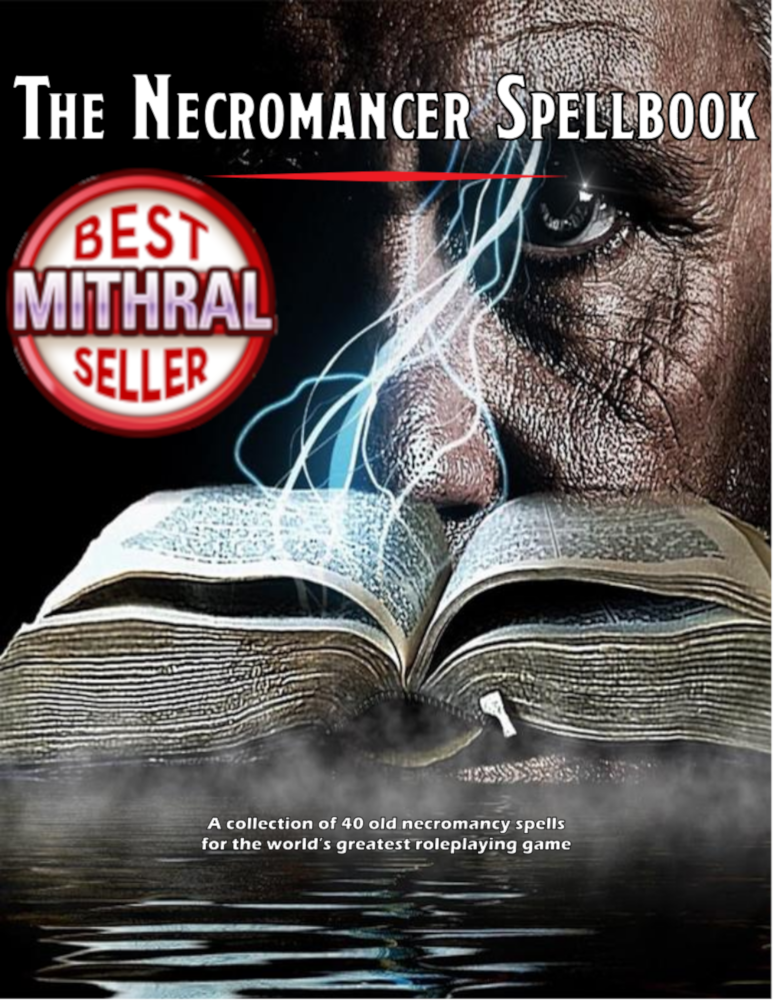 THE NECROMANCER SPELLBOOK
BEST
MITHRAL
SELLER
A collection of 40 old necromancy spells
for the world's greatest roleplaying game